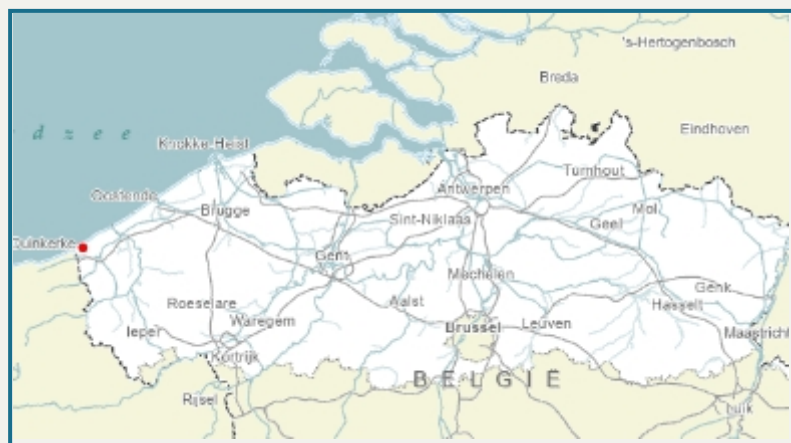 's-Hertogenbosch
Breda
Eindhoven
d z e e
Knokke-Heist
Turnhout
Oostende
Antwerpen
Brugge
Mol
Sint-Niklaas
Geel
Duinkerke
Gent
Mechelen
Genk
Roeselare
Aalst
Hasselt
Ieper
Waregem
Brussel
Leuven
Maastricht
Kortrijk
BELGIË
Rijsel
Luik